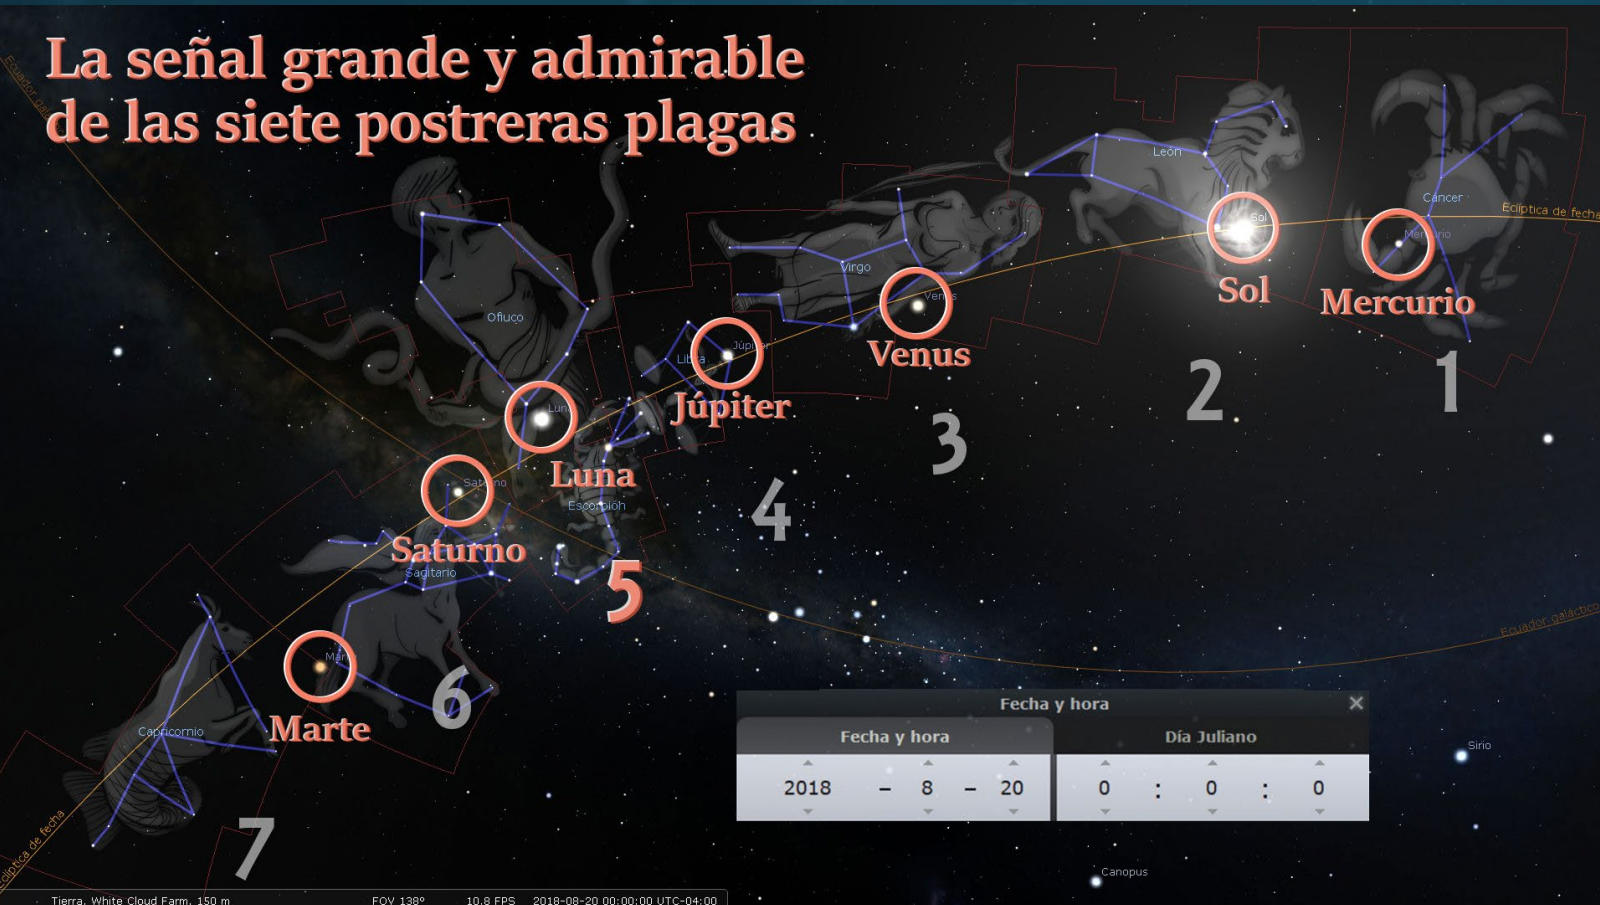 La señal grande y admirable
de las siete postreras plagas
Ecuador galác
León
Cáncer
Eclíptica de fecha
Sol
Mercurio
Sol
Mercurio
Virgo
Venus
Venus
Ofiuco
Júpiter
Libra
Júpiter
1
2
3
Luna
Luna
4
Saturno
Escorpión
Saturno
Sagitario
5
Ecuador galáctico
Marte
6
Marte
Capricornio
7
Eclíptica de fecha
Fecha y hora
Fecha y hora
Día Juliano
2018 – 8 – 20
0 : 0 : 0
Sirio
Canopus
Tierra, White Cloud Farm, 150 m
FOV 138°
10.8 FPS
2018-08-20 00:00:00 UTC-04:00